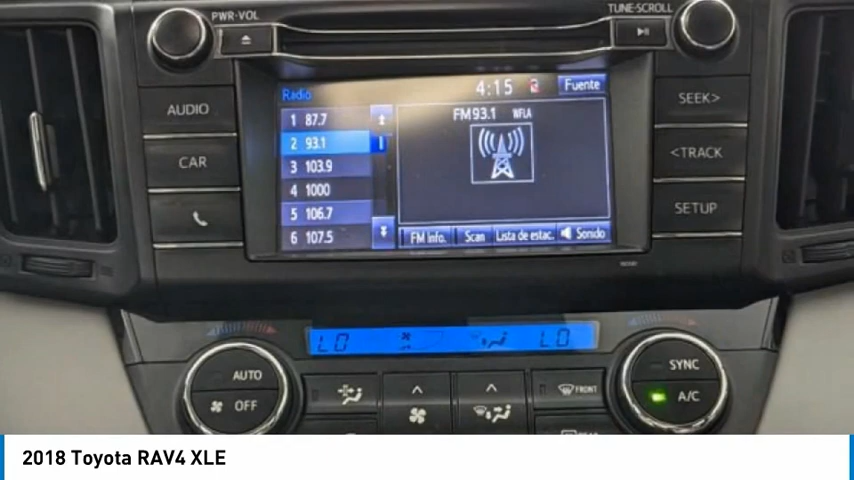 PWR·VOL
TUNE·SCROLL
AUDIO
CAR
SEEK>
<TRACK
SETUP
Radio
4:15
Fuente
1 87.7
2 93.1
3 103.9
4 1000
5 106.7
6 107.5
FM 93.1 WFLA
FM Info.
Scan
Lista de estac.
Sonido
LO
LO
AUTO
OFF
FRONT
SYNC
A/C
2018 Toyota RAV4 XLE